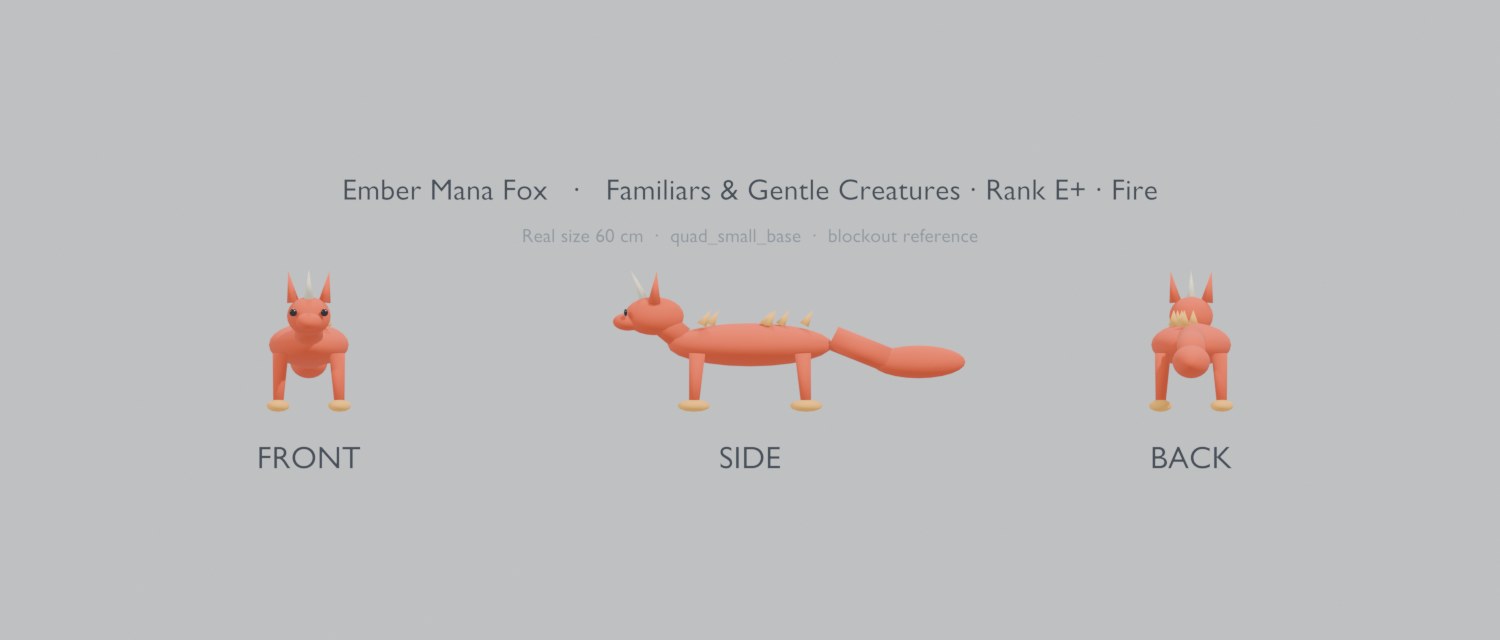 Ember Mana Fox · Familiars & Gentle Creatures · Rank E+ · Fire
Real size 60 cm · quad_small_base · blockout reference
FRONT SIDE BACK